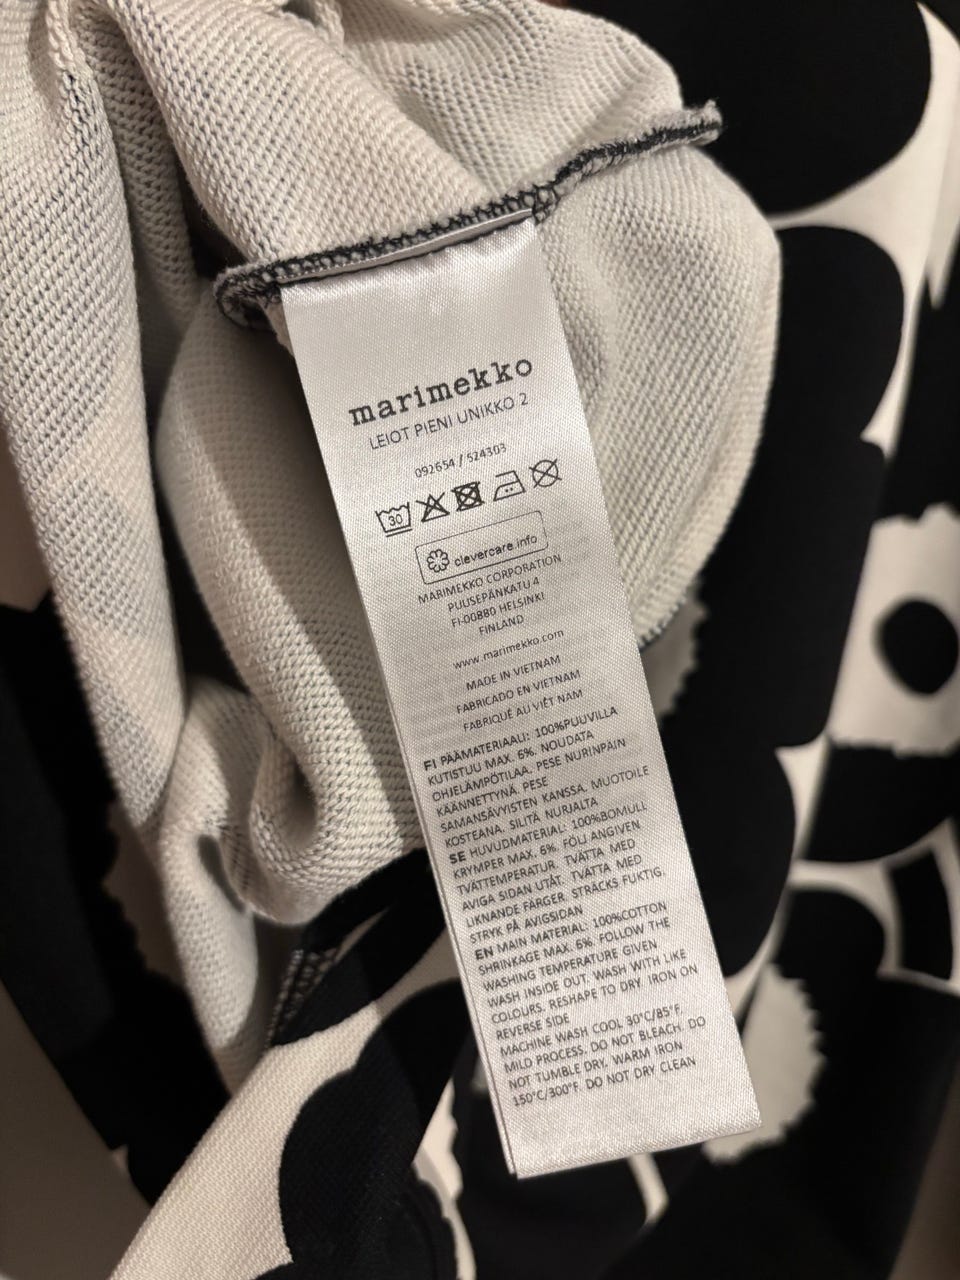 marimekko
LEIOT PIENI UNIKKO 2
092654 / 524303
30
clevercare.info
MARIMEKKO CORPORATION
PUUSEPÄNKATU 4
FI-00880 HELSINKI
FINLAND
www.marimekko.com
MADE IN VIETNAM
FABRICADO EN VIETNAM
FABRIQUÉ AU VIÊT NAM
FI PÄÄMATERIAALI: 100%PUUVILLA
KUTISTUU MAX. 6%. NOUDATA
OHJELÄMPÖTILAA. PESE NURINPAIN
KÄÄNNETTYNÄ. PESE
SAMANSÄVYISTEN KANSSA. MUOTOILE
KOSTEANA. SILITÄ NURJALTA
SE HUVUDMATERIAL: 100%BOMULL
KRYMPER MAX. 6%. FÖLJ ANGIVEN
TVÄTTEMPERATUR. TVÄTTA MED
AVIGA SIDAN UTÅT. TVÄTTA MED
LIKNANDE FÄRGER. STRÄCKS FUKTIG.
STRYK PÅ AVIGSIDAN
EN MAIN MATERIAL: 100%COTTON
SHRINKAGE MAX. 6%. FOLLOW THE
WASHING TEMPERATURE GIVEN
WASH INSIDE OUT. WASH WITH LIKE
COLOURS. RESHAPE TO DRY. IRON ON
REVERSE SIDE
MACHINE WASH COOL 30°C/85°F,
MILD PROCESS. DO NOT BLEACH. DO
NOT TUMBLE DRY. WARM IRON
150°C/300°F. DO NOT DRY CLEAN